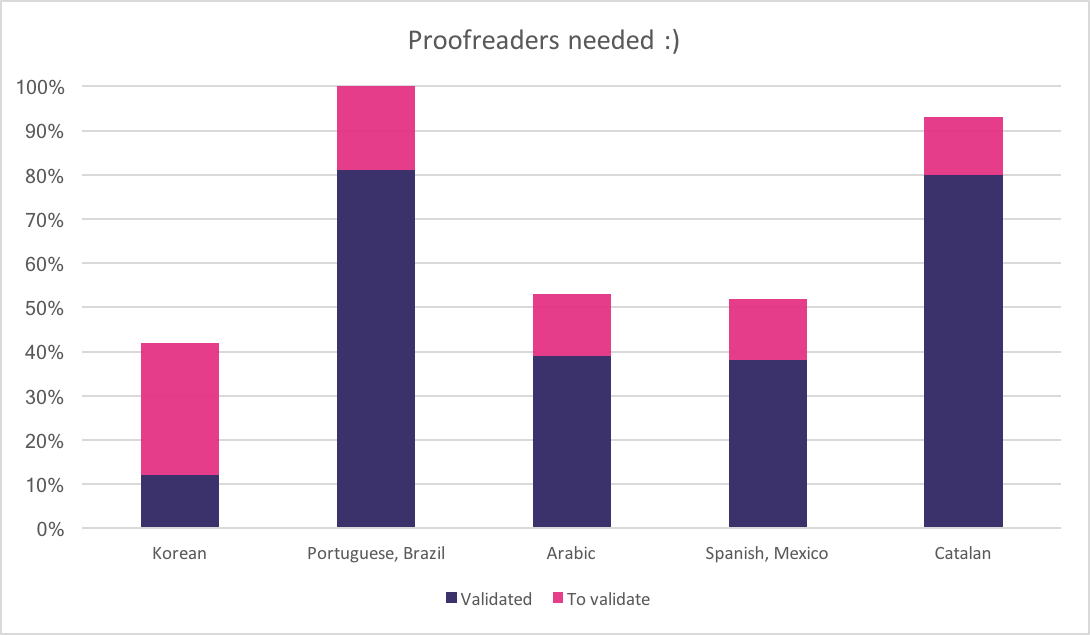 Proofreaders needed :)
100%
90%
80%
70%
60%
50%
40%
30%
20%
10%
0%
Korean
Portuguese, Brazil
Arabic
Spanish, Mexico
Catalan
Validated
To validate